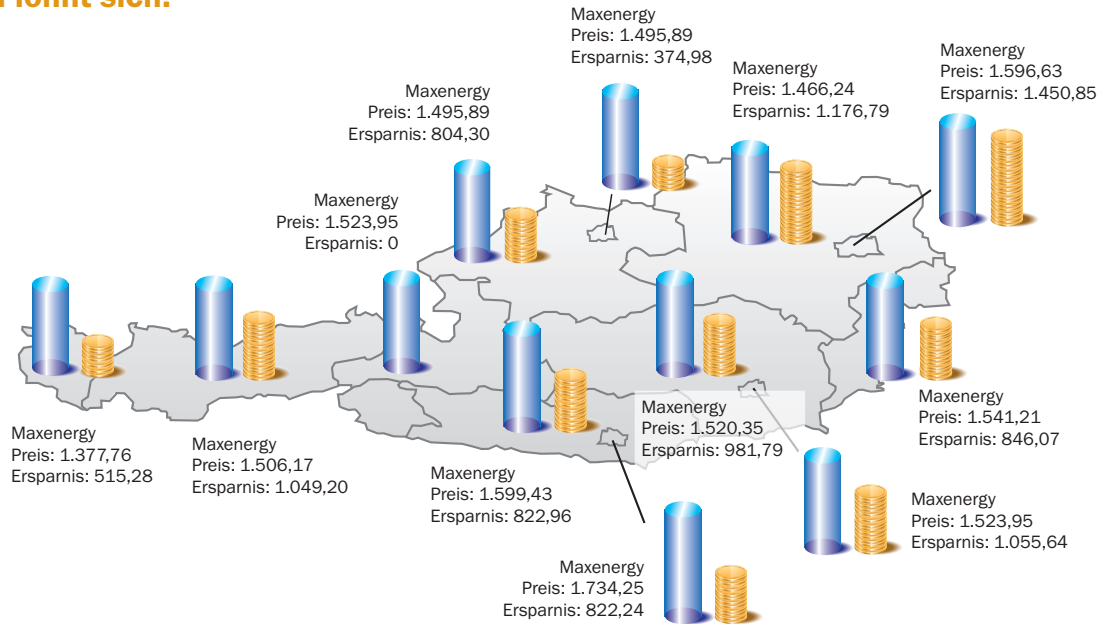 lohnt sich.
Maxenergy
Preis: 1.495,89
Ersparnis: 374,98
Maxenergy
Preis: 1.596,63
Ersparnis: 1.450,85
Maxenergy
Preis: 1.466,24
Ersparnis: 1.176,79
Maxenergy
Preis: 1.495,89
Ersparnis: 804,30
Maxenergy
Preis: 1.523,95
Ersparnis: 0
Maxenergy
Preis: 1.377,76
Ersparnis: 515,28
Maxenergy
Preis: 1.506,17
Ersparnis: 1.049,20
Maxenergy
Preis: 1.599,43
Ersparnis: 822,96
Maxenergy
Preis: 1.520,35
Ersparnis: 981,79
Maxenergy
Preis: 1.541,21
Ersparnis: 846,07
Maxenergy
Preis: 1.523,95
Ersparnis: 1.055,64
Maxenergy
Preis: 1.734,25
Ersparnis: 822,24